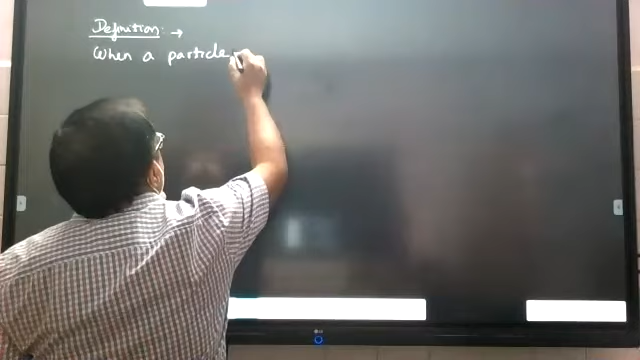 Definition: →
When a particle